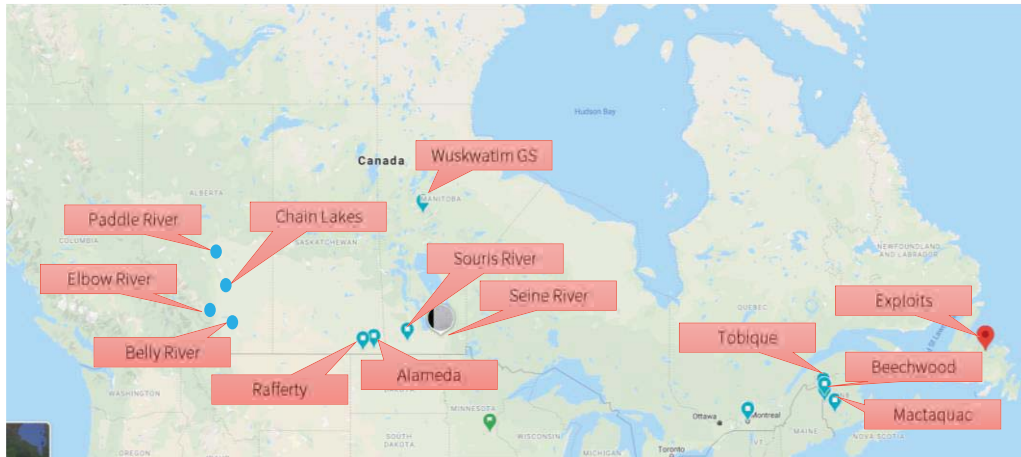 Hudson Bay
Wuskwatim GS
Canada
MANITOBA
ALBERTA
Paddle River
Chain Lakes
COLUMBIA
SASKATCHEWAN
Souris River
NEWFOUNDLAND
AND LABRADOR
Elbow River
Seine River
Exploits
QUEBEC
Tobique
Belly River
Beechwood
Rafferty
Alameda
WASHINGTON
MINNESOTA
Mactaquac
Ottawa
Montreal
MAINE
NOVA SCOTIA
SOUTH
DAKOTA
WISCONSIN
OREGON
MICHIGAN
Toronto
VT